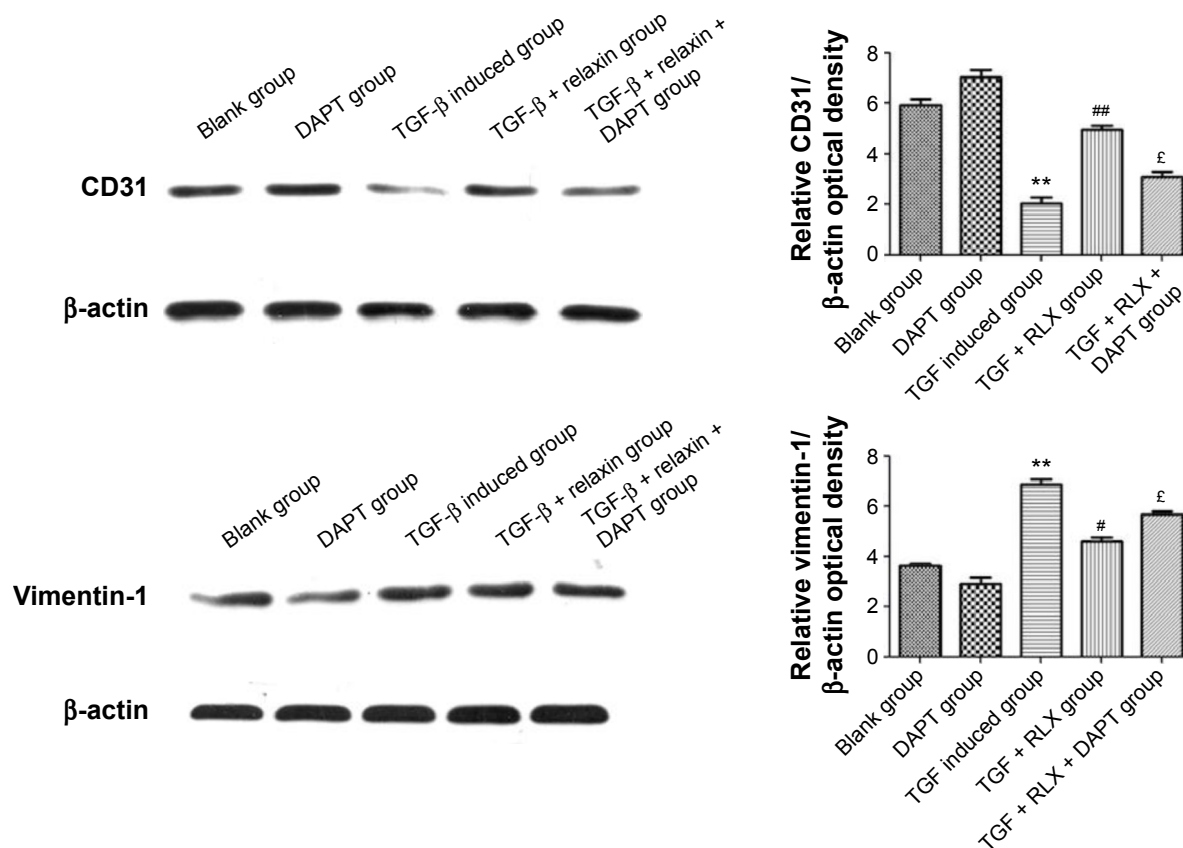 Blank group
DAPT group
TGF-β induced group
TGF-β + relaxin group
TGF-β + relaxin +
DAPT group
CD31
β-actin
Relative CD31/
β-actin optical density
8
6
4
2
0
**
##
£
Blank group
DAPT group
TGF induced group
TGF + RLX group
TGF + RLX +
DAPT group
Blank group
DAPT group
TGF-β induced group
TGF-β + relaxin group
TGF-β + relaxin +
DAPT group
Vimentin-1
β-actin
Relative vimentin-1/
β-actin optical density
8
6
4
2
0
**
#
£
Blank group
DAPT group
TGF induced group
TGF + RLX group
TGF + RLX + DAPT group